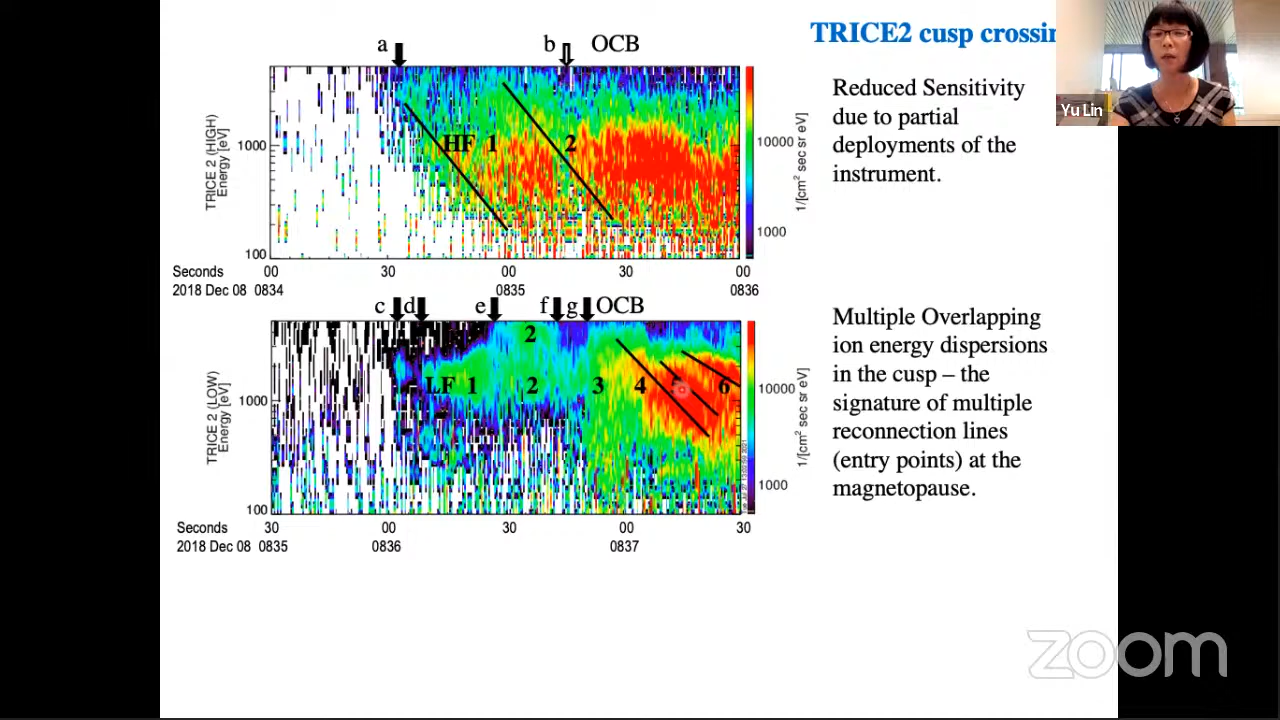 TRICE2 cusp crossin
Yu Lin
a
b
OCB
Reduced Sensitivity
due to partial
deployments of the
instrument.
TRICE 2 (HIGH)
Energy [eV]
1000
100
HF 1
2
10000
1000
1/[cm² sec sr eV]
Seconds
00 30 00 30 00
2018 Dec 08 0834 0835 0836
c d e f g OCB
Multiple Overlapping
ion energy dispersions
in the cusp – the
signature of multiple
reconnection lines
(entry points) at the
magnetopause.
TRICE 2 (LOW)
Energy [eV]
1000
100
2
LF 1 2 3 4 6
10000
1000
1/[cm² sec sr eV]
Seconds 30 00 30 00 30
2018 Dec 08 0835 0836 0837
zoom